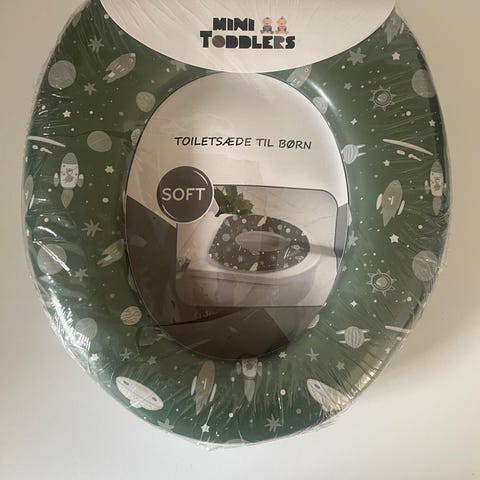 MINI
TODDLERS
TOILETSÆDE TIL BØRN
SOFT